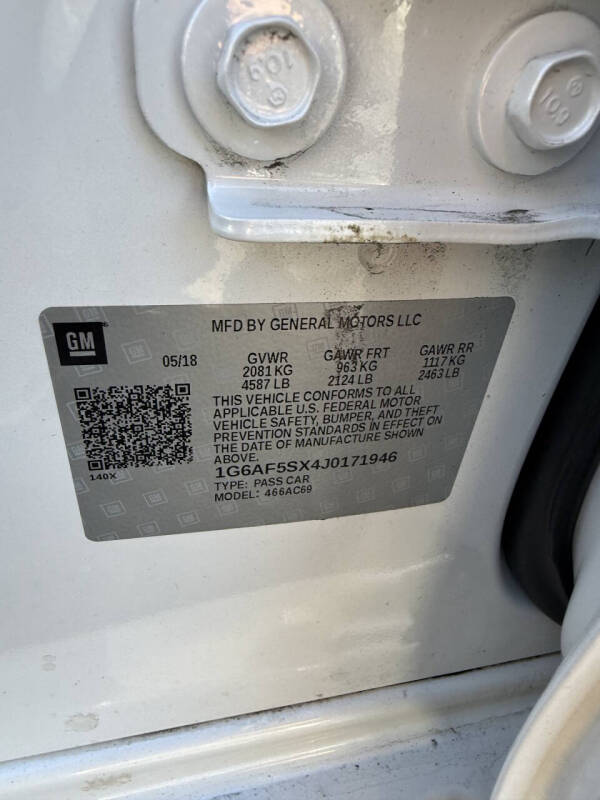 10.9
10.9
GM
MFD BY GENERAL MOTORS LLC
05/18 GVWR GAWR FRT GAWR RR
2081 KG 963 KG 1117 KG
4587 LB 2124 LB 2463 LB
THIS VEHICLE CONFORMS TO ALL
APPLICABLE U.S. FEDERAL MOTOR
VEHICLE SAFETY, BUMPER, AND THEFT
PREVENTION STANDARDS IN EFFECT ON
THE DATE OF MANUFACTURE SHOWN
ABOVE.
140X
1G6AF5SX4J0171946
TYPE: PASS CAR
MODEL: 466AC69